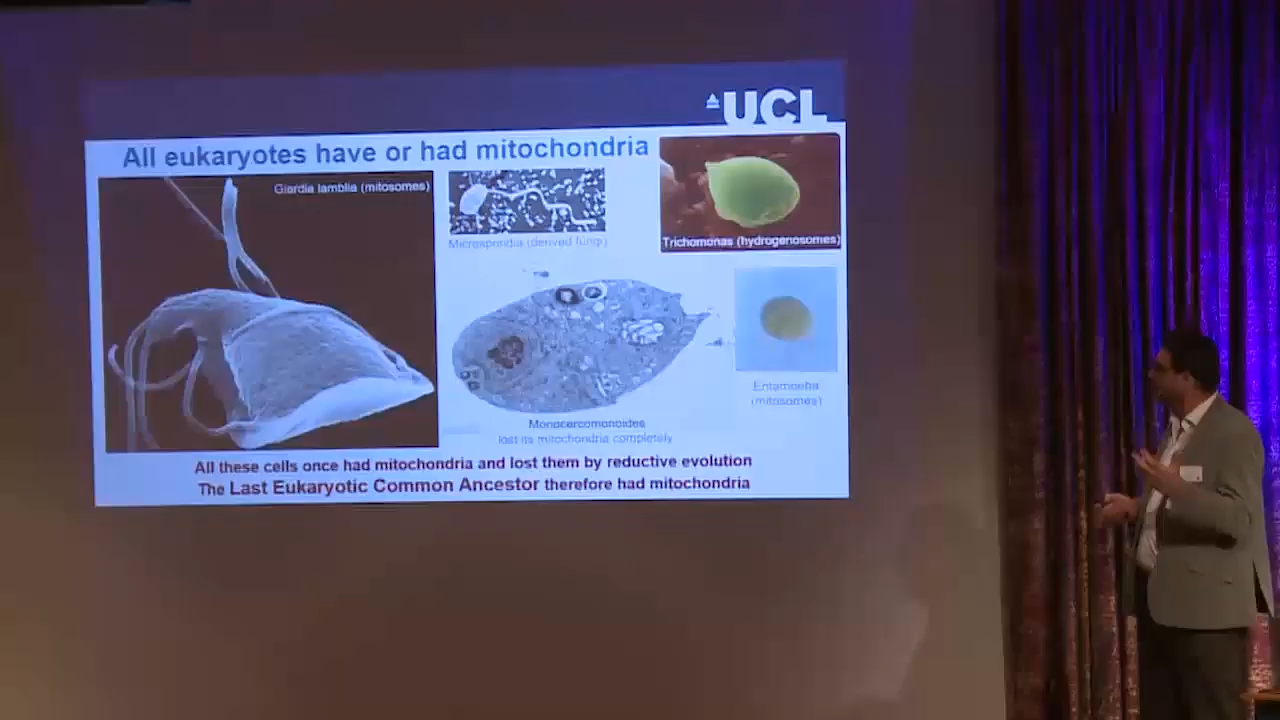 UCL
All eukaryotes have or had mitochondria
Giardia lamblia (mitosomes)
Microsporidia (derived fungi)
Trichomonas (hydrogenosomes)
Entamoeba
(mitosomes)
Monocercomonoides
lost its mitochondria completely
All these cells once had mitochondria and lost them by reductive evolution
The Last Eukaryotic Common Ancestor therefore had mitochondria